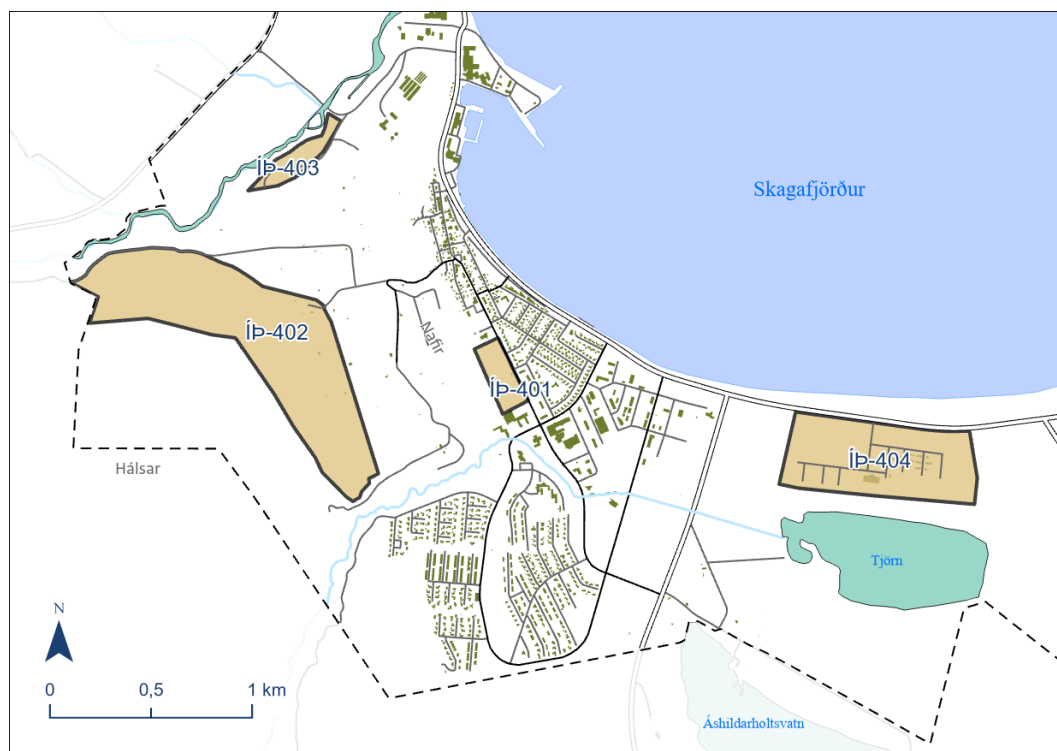 ÍÞ-403
Skagafjörður
ÍÞ-402
Nafir
ÍÞ-401
ÍÞ-404
Hálsar
Tjörn
N
0 0,5 1 km
Áshildarholtsvatn